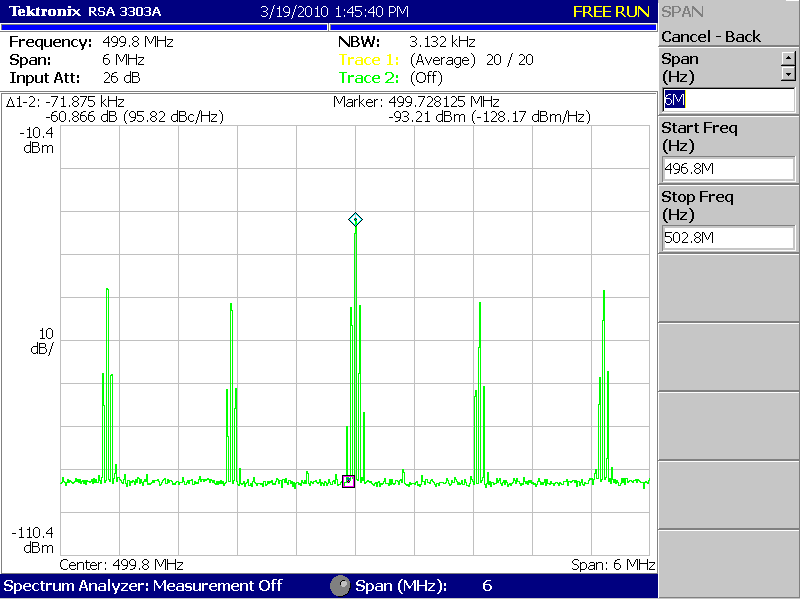 Tektronix RSA 3303A 3/19/2010 1:45:40 PM FREE RUN
Frequency: 499.8 MHz
Span: 6 MHz
Input Att: 26 dB
NBW: 3.132 kHz
Trace 1: (Average) 20 / 20
Trace 2: (Off)
Δ1-2: -71.875 kHz
-60.866 dB (95.82 dBc/Hz)
Marker: 499.728125 MHz
-93.21 dBm (-128.17 dBm/Hz)
-10.4
dBm
10
dB/
-110.4
dBm
Center: 499.8 MHz
Span: 6 MHz
Spectrum Analyzer: Measurement Off
Span (MHz): 6
SPAN
Cancel - Back
Span
(Hz)
6M
Start Freq
(Hz)
496.8M
Stop Freq
(Hz)
502.8M